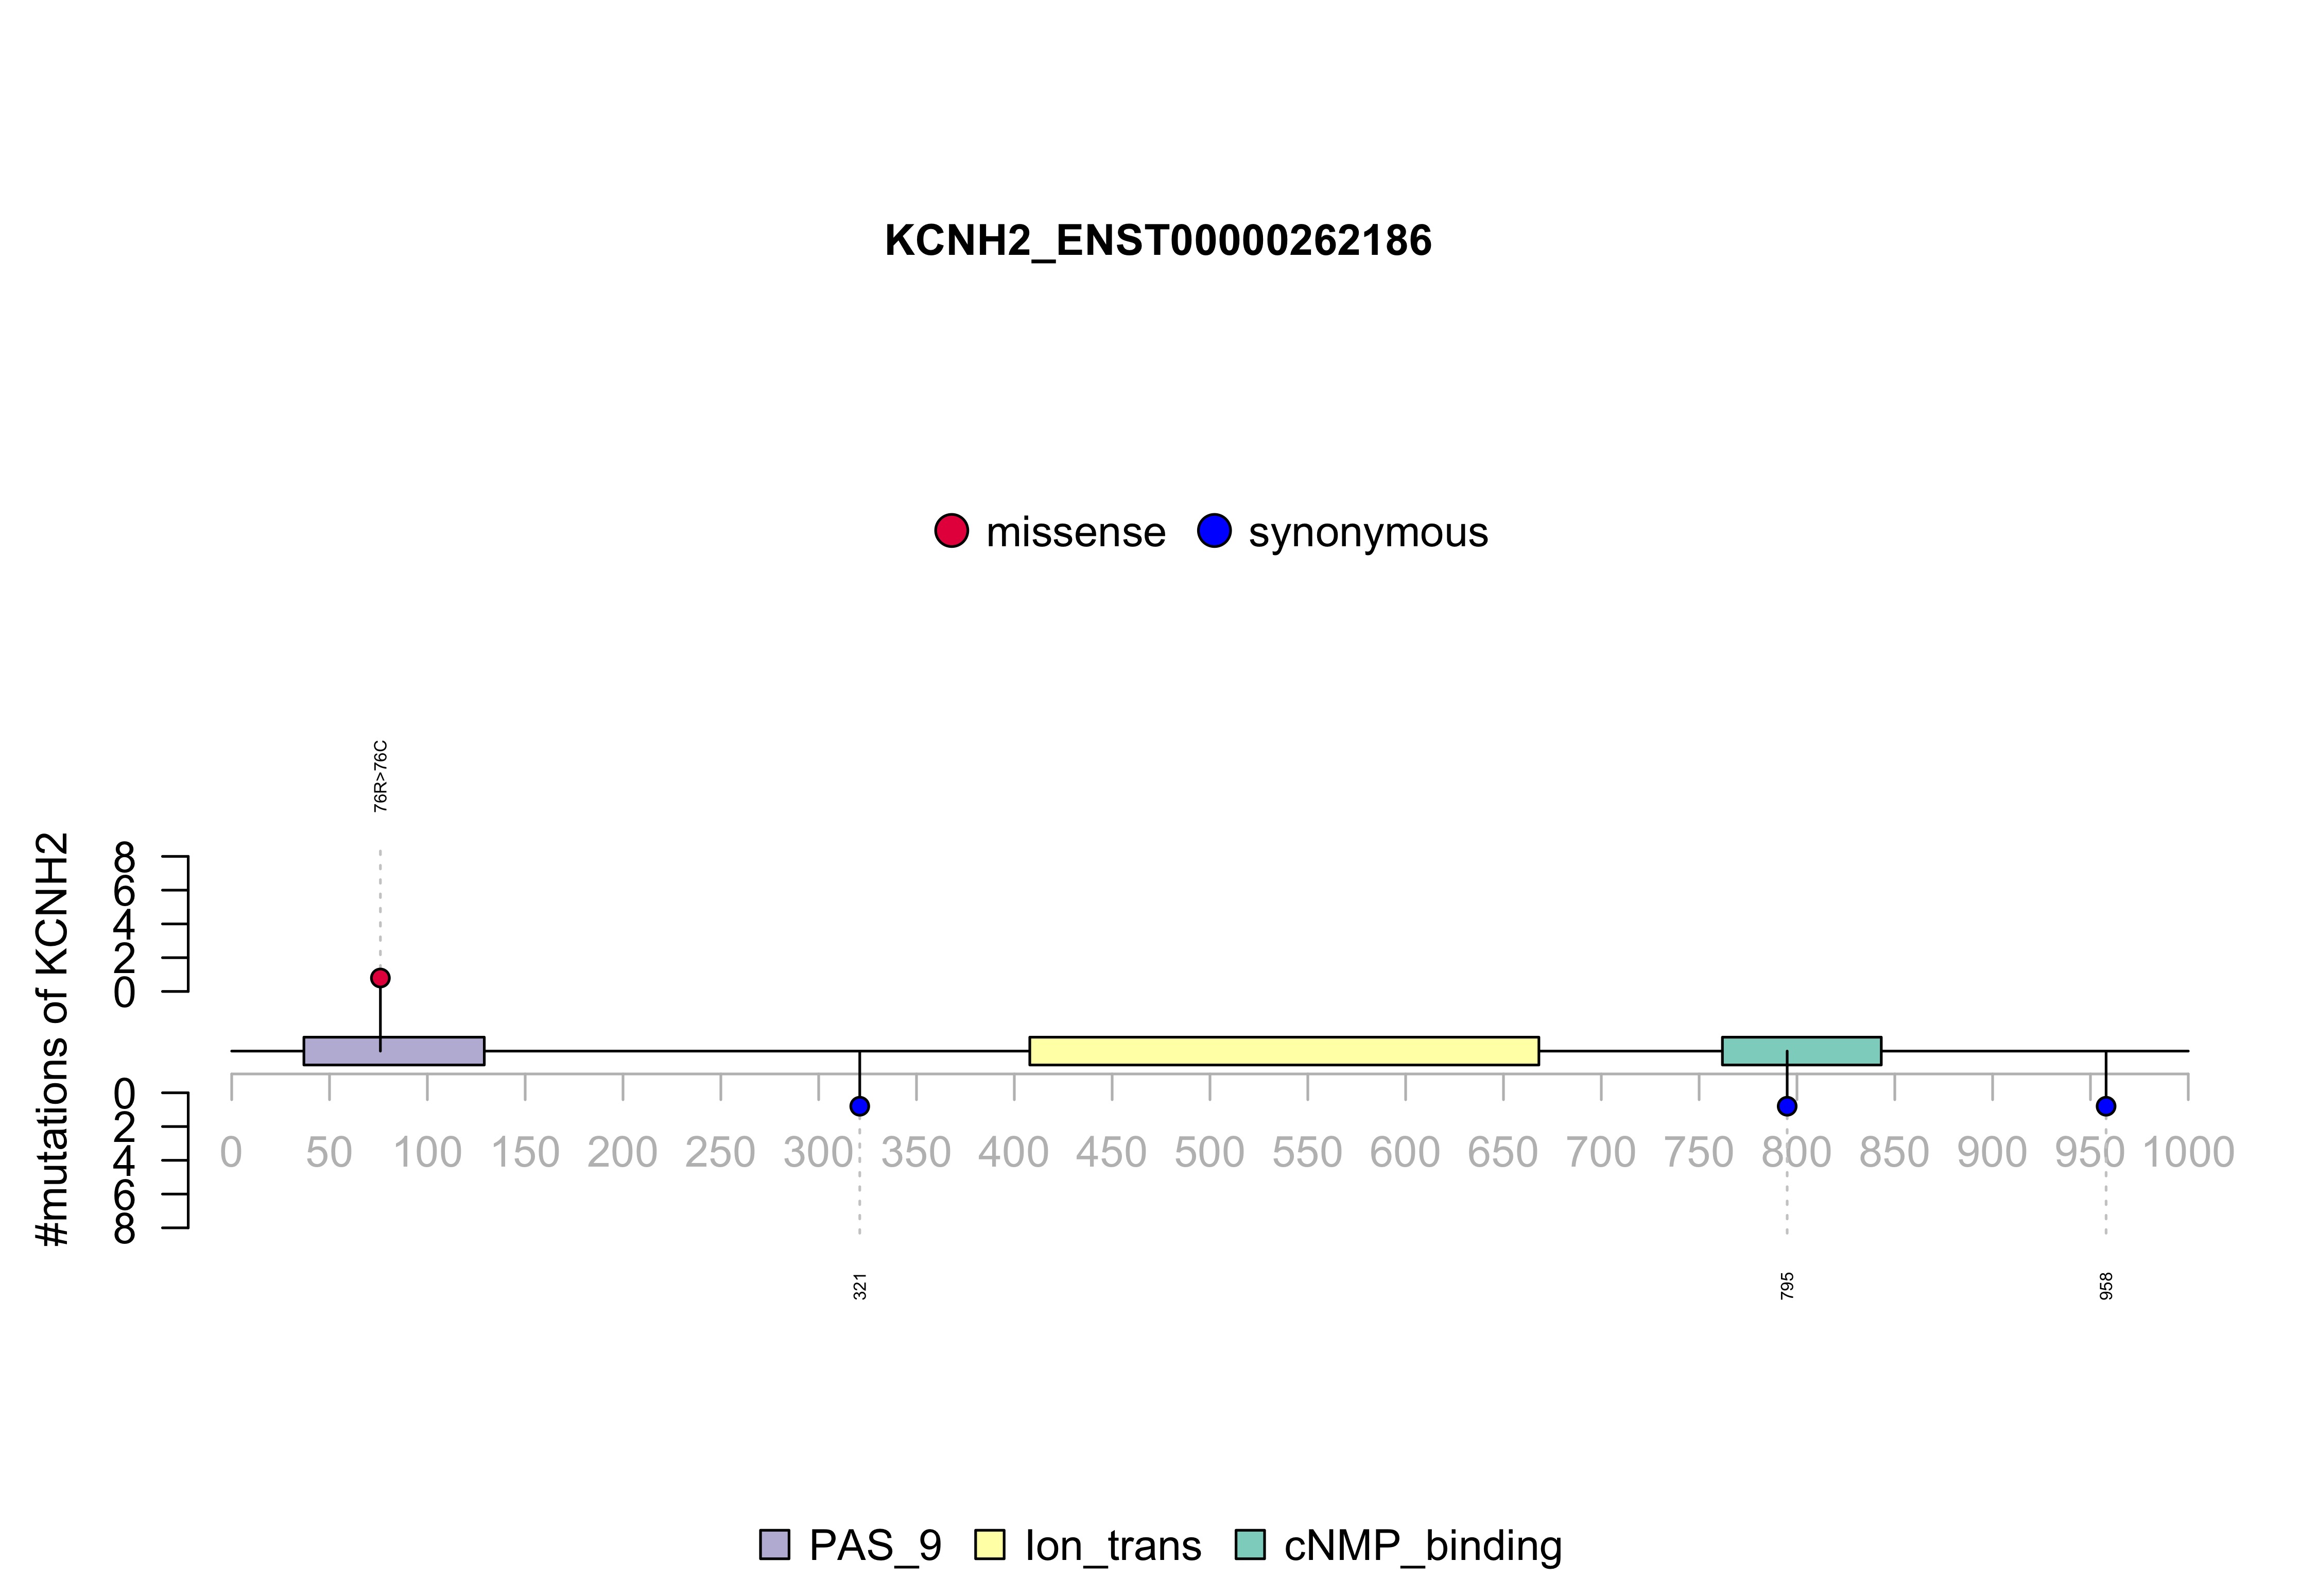 KCNH2_ENST00000262186
missense synonymous
76R>76C
#mutations of KCNH2
8
6
4
2
0
0
2
4
6
8
0 50 100 150 200 250 300 350 400 450 500 550 600 650 700 750 800 850 900 950 1000
321 795 958
PAS_9 Ion_trans cNMP_binding